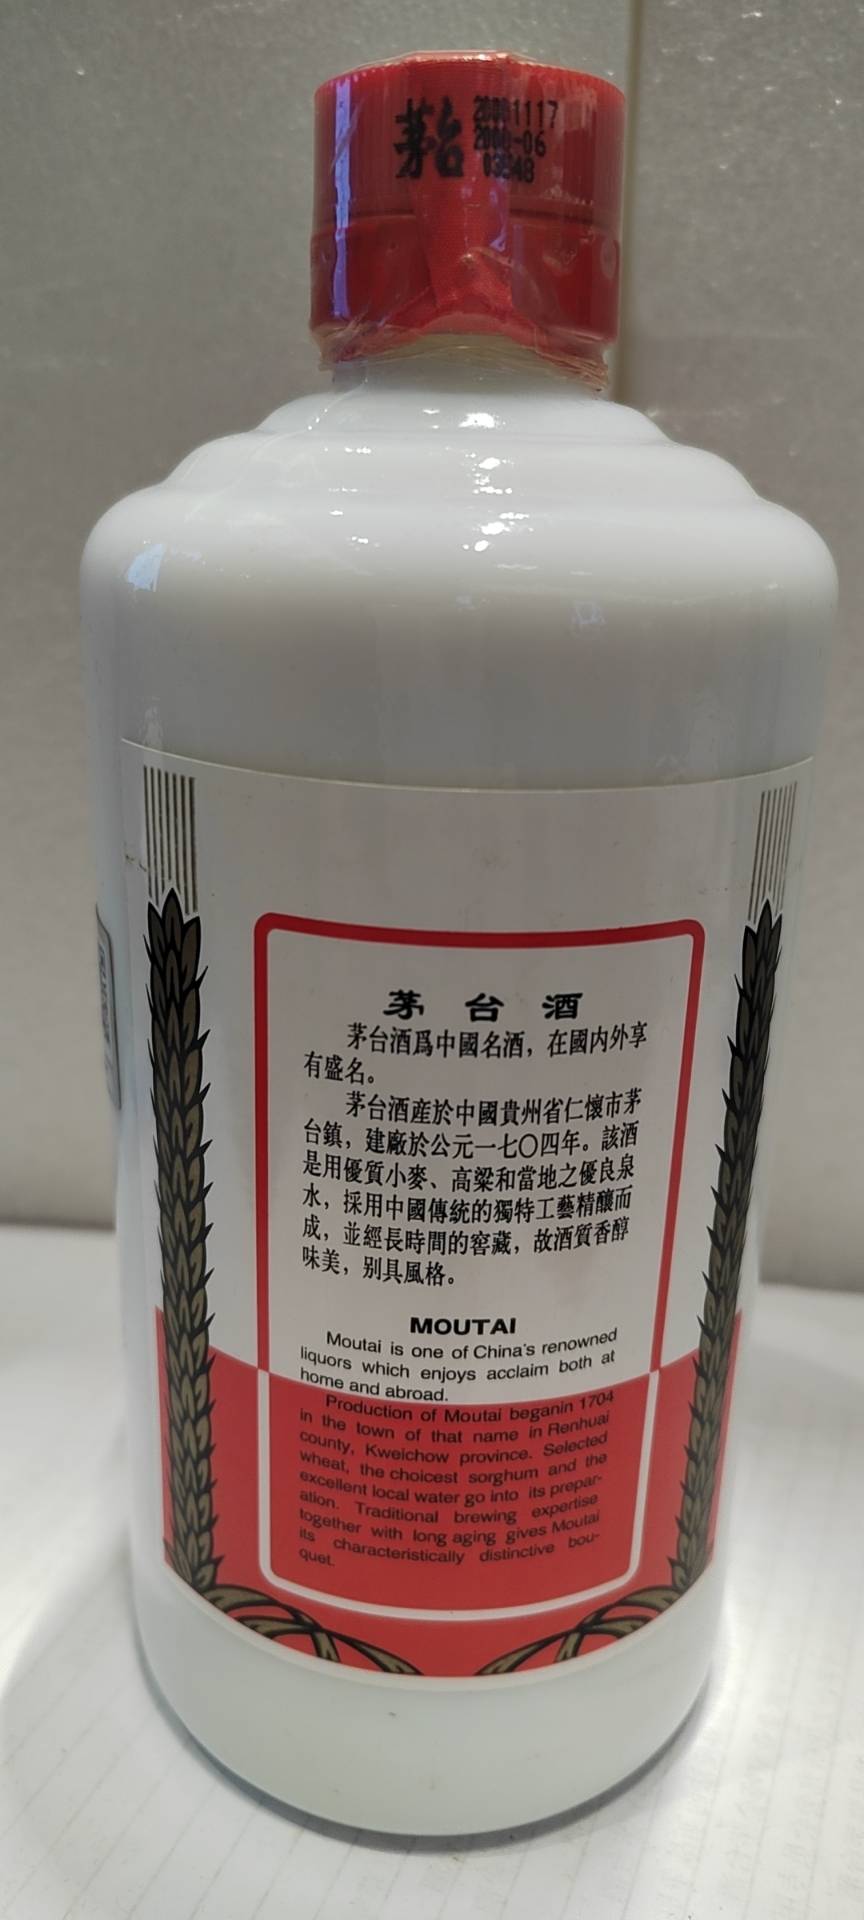 茅台
1117
-06
茅台酒
茅台酒爲中國名酒，在國内外享
有盛名。
茅台酒産於中國貴州省仁懷市茅
台鎮，建廠於公元一七〇四年。該酒
是用優質小麥、高粱和當地之優良泉
水，採用中國傳統的獨特工藝精釀而
成，並經長時間的窖藏，故酒質香醇
味美，别具風格。
MOUTAI
Moutai is one of China's renowned
liquors which enjoys acclaim both at
home and abroad.
Production of Moutai beganin 1704
in the town of that name in Renhuai
county, Kweichow province. Selected
wheat, the choicest sorghum and the
excellent local water go into its prepar-
ation. Traditional brewing expertise
together with long aging gives Moutai
its characteristically distinctive bou-
quet.